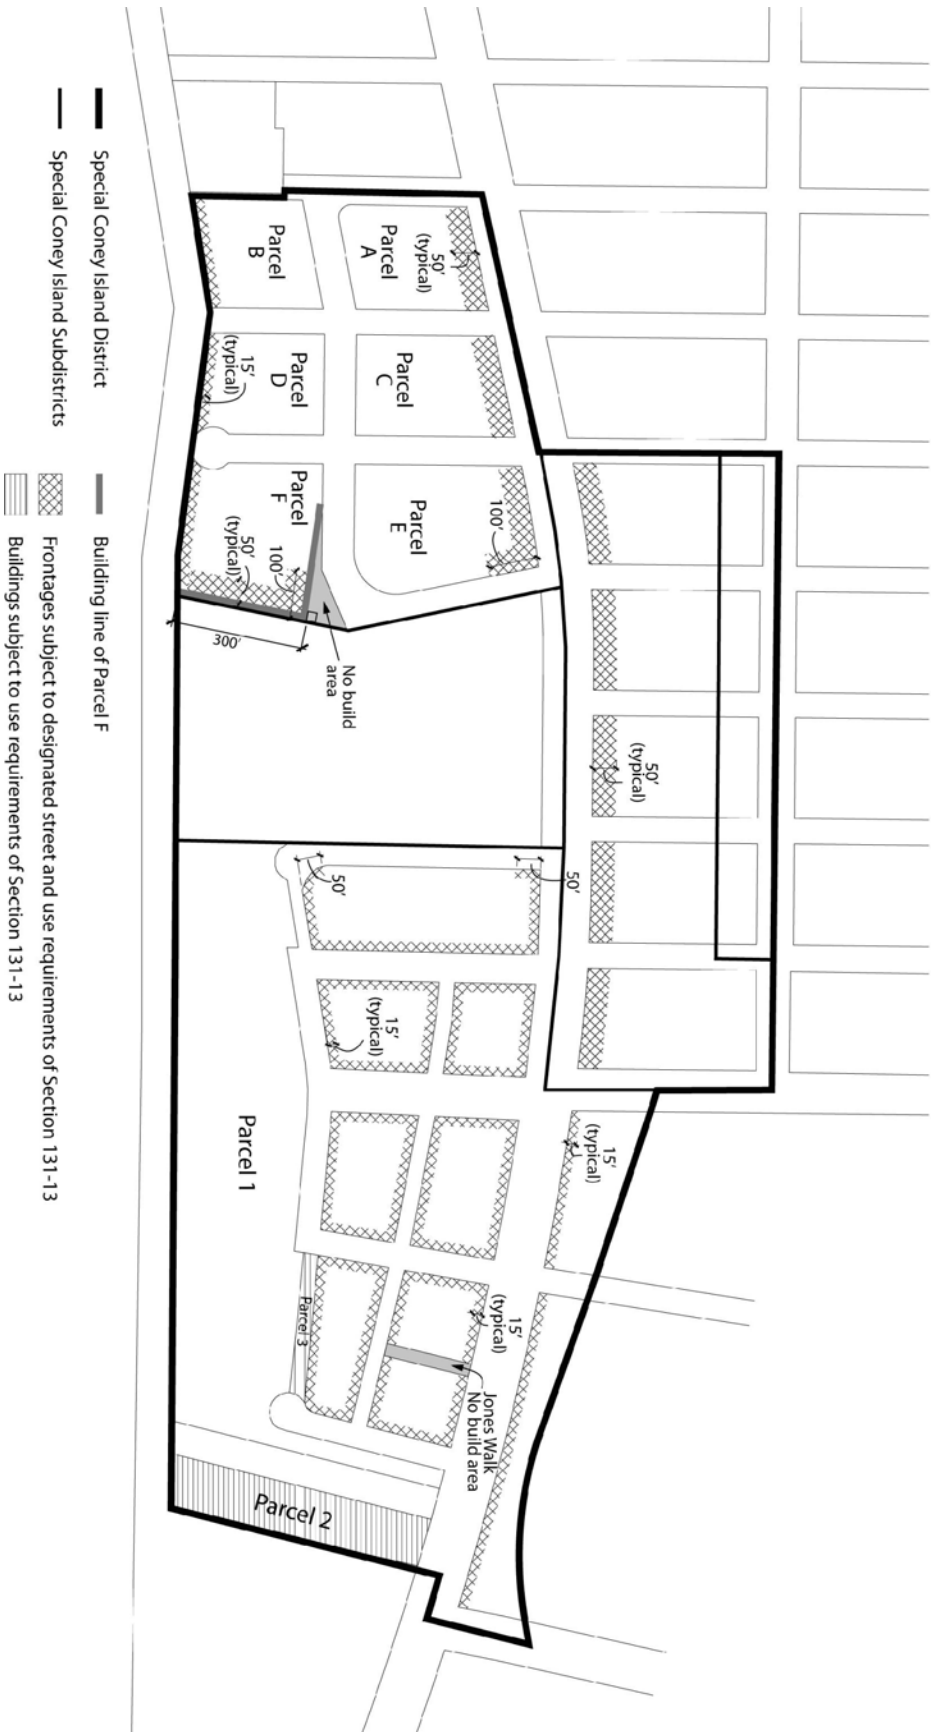 Parcel
A
50'
(typical)
Parcel
B
Parcel
C
Parcel
D
15'
(typical)
Parcel
E
100'
Parcel
F
100'
50'
(typical)
300'
No build
area
50'
(typical)
50'
50'
15'
(typical)
15'
(typical)
Parcel 1
15'
(typical)
Parcel 3
Jones Walk
No build area
Parcel 2
Special Coney Island District
Special Coney Island Subdistricts
Building line of Parcel F
Frontages subject to designated street and use requirements of Section 131-13
Buildings subject to use requirements of Section 131-13